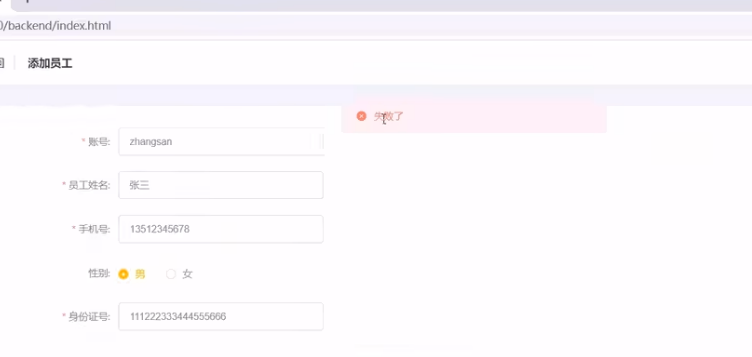 /backend/index.html
添加员工
失败了
* 账号: zhangsan
* 员工姓名: 张三
* 手机号: 13512345678
性别: 男 女
* 身份证号: 111222333444555666